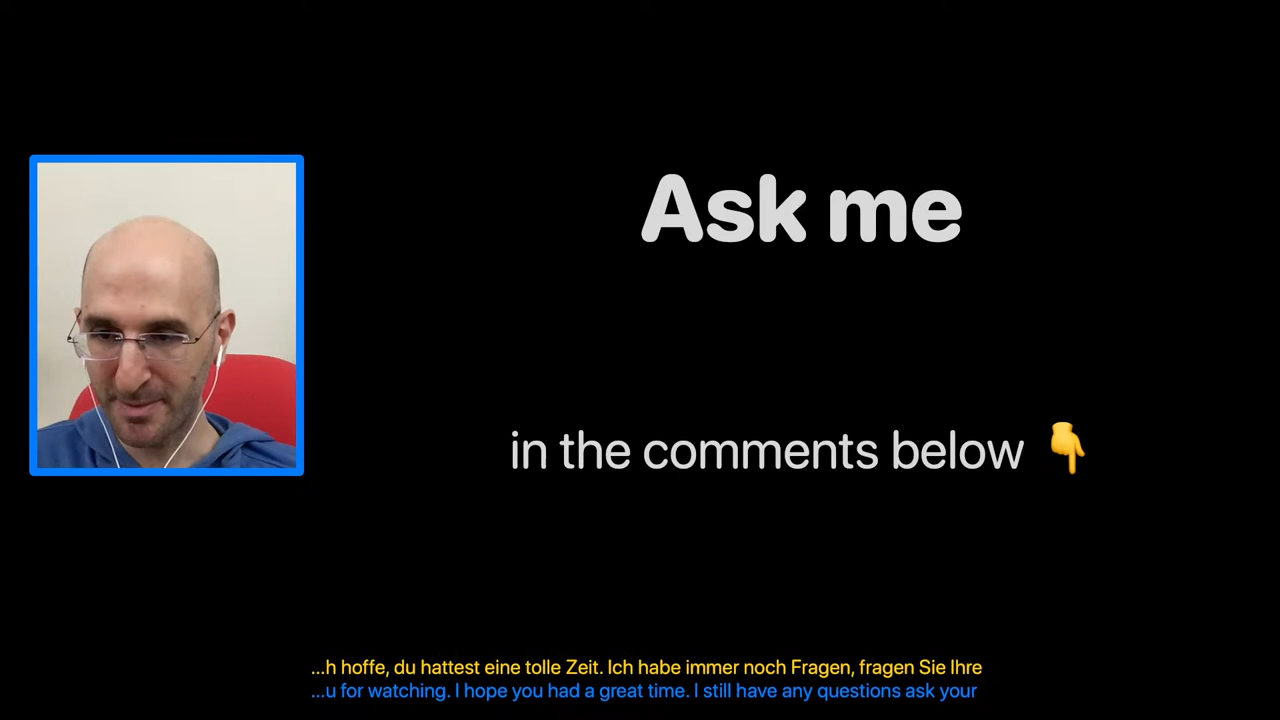 Ask me
in the comments below 👇
...h hoffe, du hattest eine tolle Zeit. Ich habe immer noch Fragen, fragen Sie Ihre
...u for watching. I hope you had a great time. I still have any questions ask your